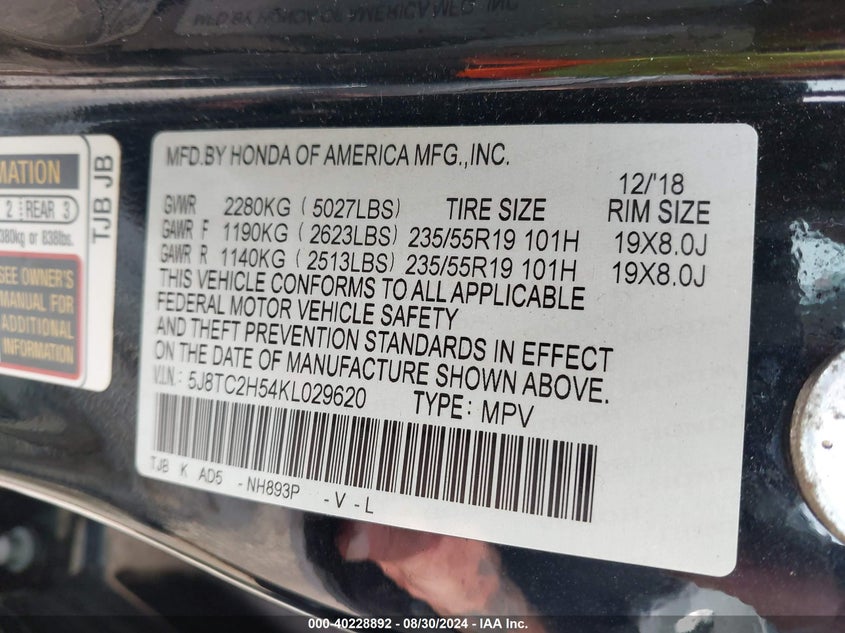 MFD.BY HONDA OF AMERICA MFG.,INC.
12/'18
GVWR 2280KG (5027LBS) TIRE SIZE RIM SIZE
GAWR F 1190KG (2623LBS) 235/55R19 101H 19X8.0J
GAWR R 1140KG (2513LBS) 235/55R19 101H 19X8.0J
THIS VEHICLE CONFORMS TO ALL APPLICABLE
FEDERAL MOTOR VEHICLE SAFETY
AND THEFT PREVENTION STANDARDS IN EFFECT
ON THE DATE OF MANUFACTURE SHOWN ABOVE.
V.I.N.: 5J8TC2H54KL029620 TYPE: MPV
TJB K AD5 -NH893P -V-L
2 REAR 3
380kg or 838lbs.
SEE OWNER'S
MANUAL FOR
ADDITIONAL
INFORMATION
TJB JB
000-40228892 - 08/30/2024 - IAA Inc.